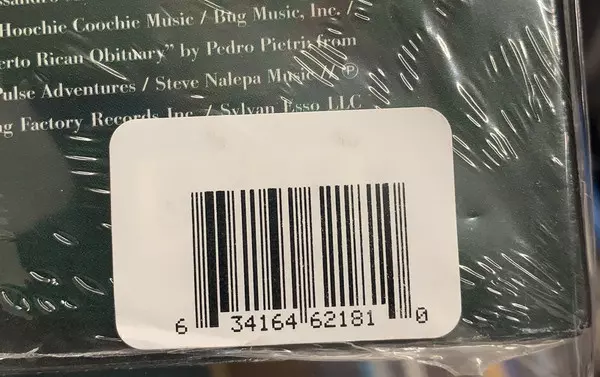 Hoochie Coochie Music / Bug Music, Inc. /
erto Rican Obituary” by Pedro Pietri from
Pulse Adventures / Steve Nalepa Music // ℗
ng Factory Records Inc. / Sylvan Esso LLC
6 34164 62181 0